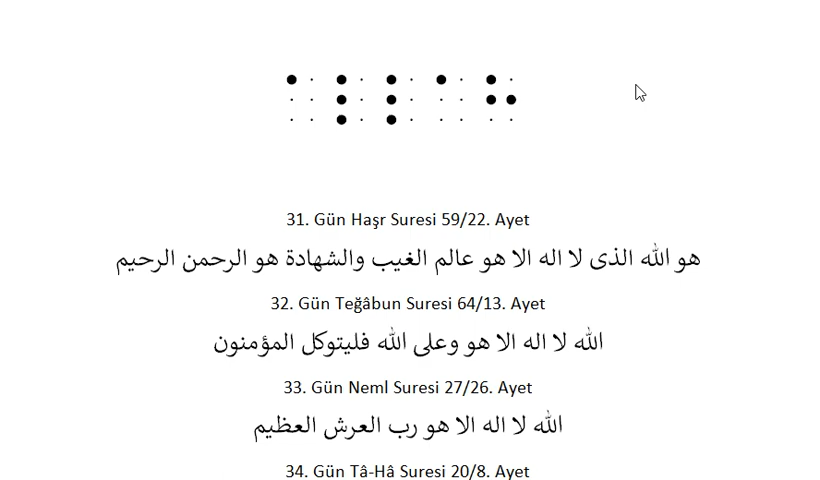 ⠁⠇⠇⠁⠓
31. Gün Haşr Suresi 59/22. Ayet
هو الله الذى لا اله الا هو عالم الغيب والشهادة هو الرحمن الرحيم
32. Gün Teğâbun Suresi 64/13. Ayet
الله لا اله الا هو وعلى الله فليتوكل المؤمنون
33. Gün Neml Suresi 27/26. Ayet
الله لا اله الا هو رب العرش العظيم
34. Gün Tâ-Hâ Suresi 20/8. Ayet